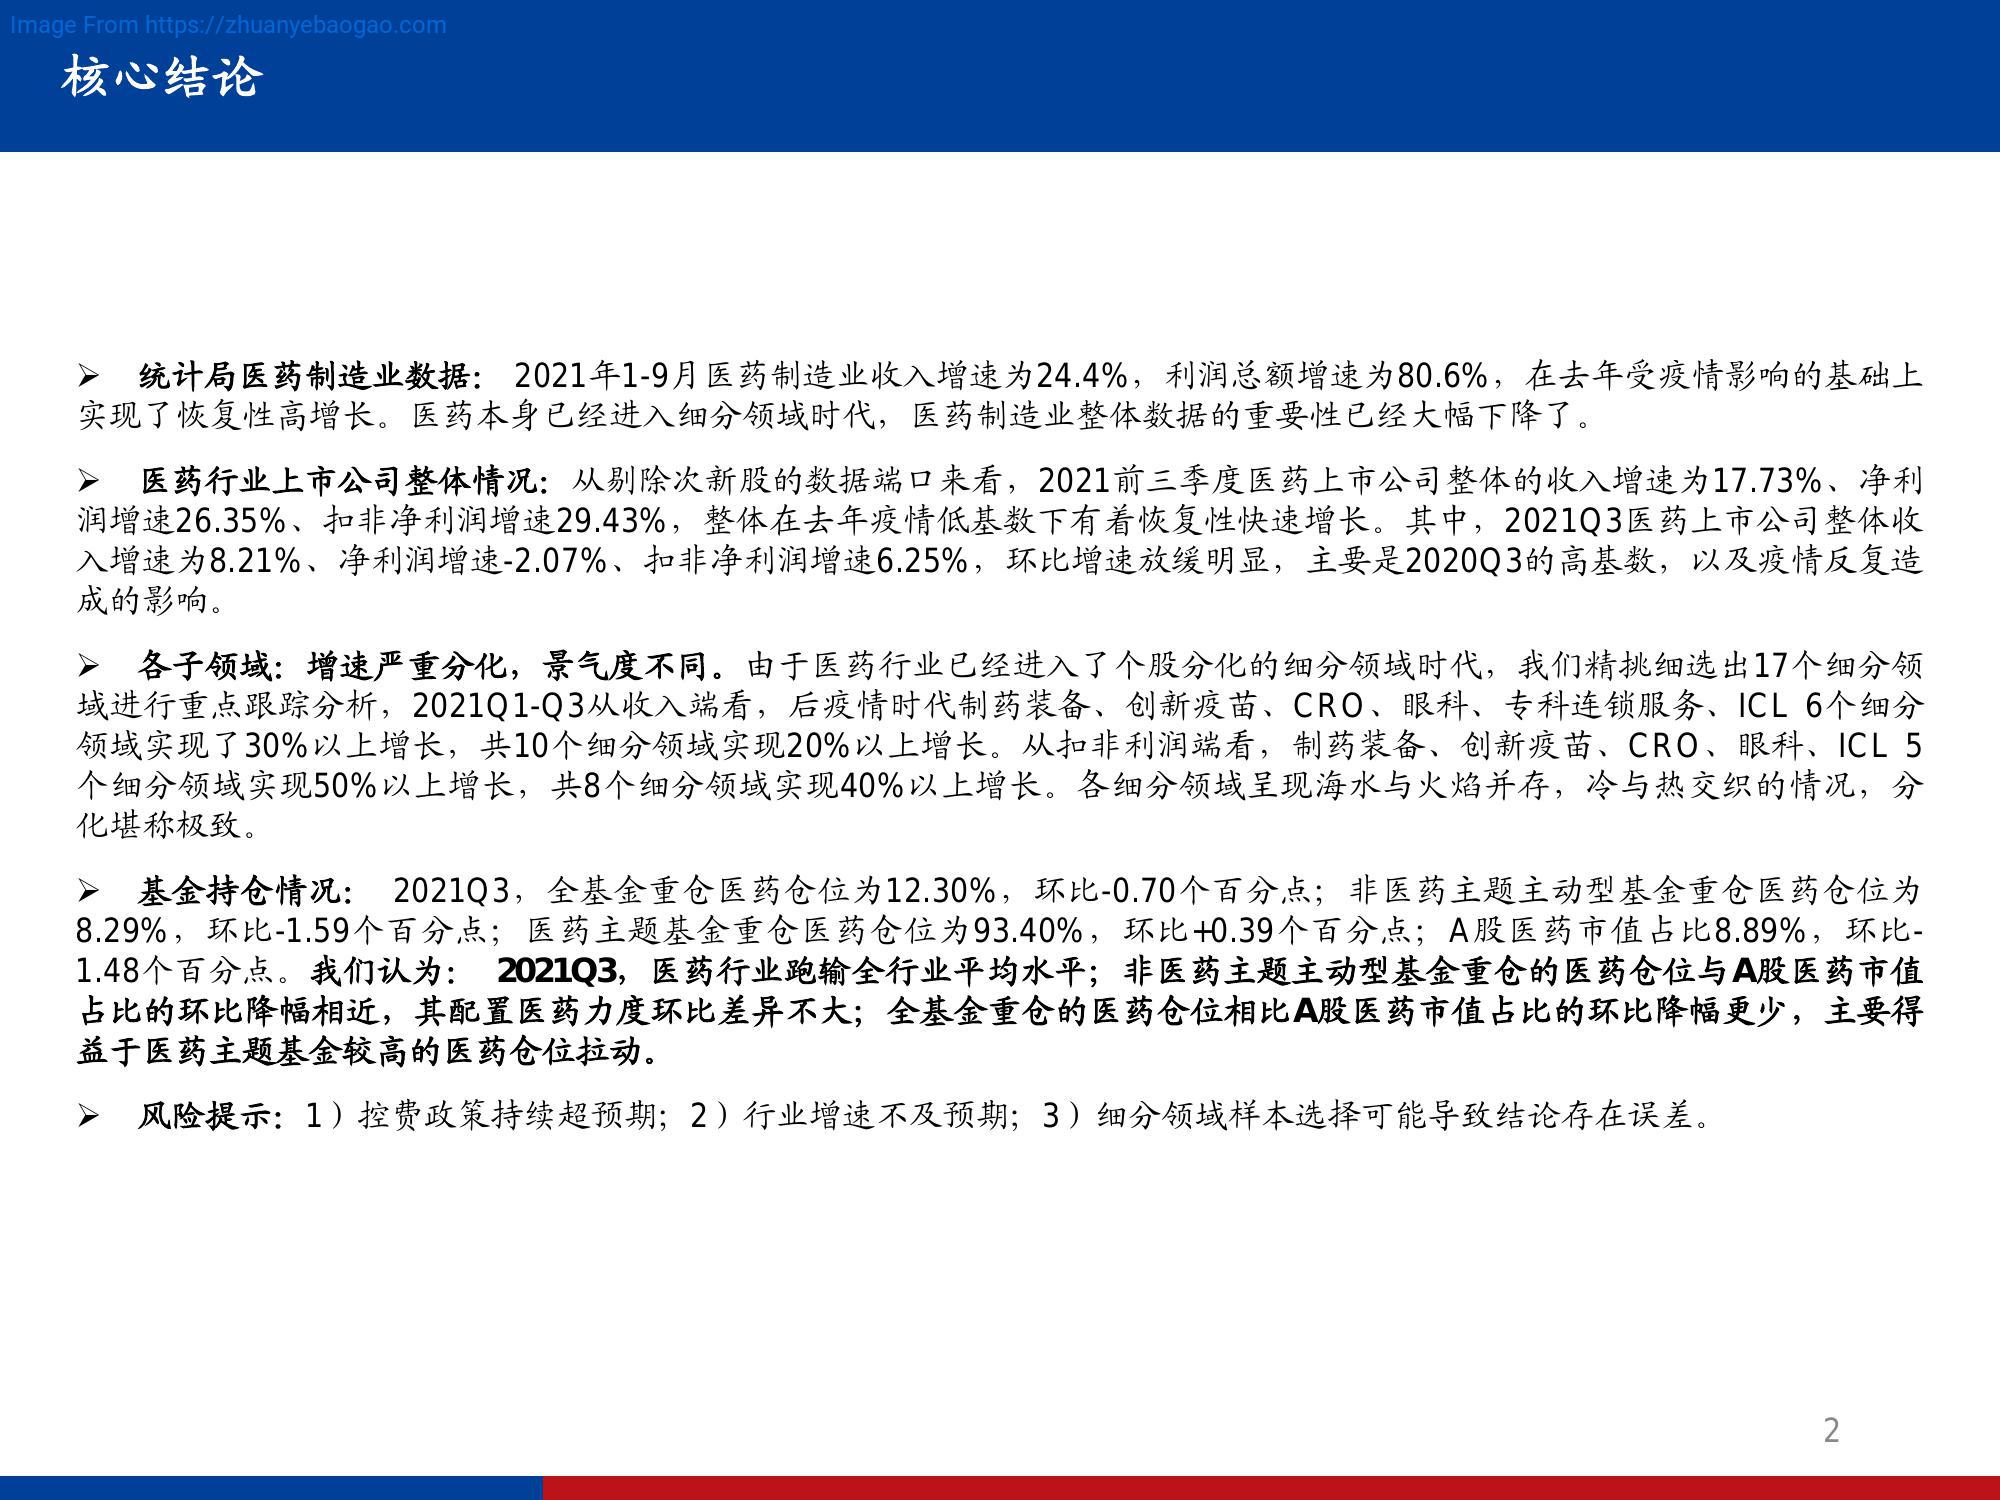 Image From https://zhuanyebaogao.com
核心结论
➢ 统计局医药制造业数据： 2021年1-9月医药制造业收入增速为24.4%，利润总额增速为80.6%，在去年受疫情影响的基础上
实现了恢复性高增长。医药本身已经进入细分领域时代，医药制造业整体数据的重要性已经大幅下降了。
➢ 医药行业上市公司整体情况：从剔除次新股的数据端口来看，2021前三季度医药上市公司整体的收入增速为17.73%、净利
润增速26.35%、扣非净利润增速29.43%，整体在去年疫情低基数下有着恢复性快速增长。其中，2021Q3医药上市公司整体收
入增速为8.21%、净利润增速-2.07%、扣非净利润增速6.25%，环比增速放缓明显，主要是2020Q3的高基数，以及疫情反复造
成的影响。
➢ 各子领域：增速严重分化，景气度不同。由于医药行业已经进入了个股分化的细分领域时代，我们精挑细选出17个细分领
域进行重点跟踪分析，2021Q1-Q3从收入端看，后疫情时代制药装备、创新疫苗、CRO、眼科、专科连锁服务、ICL 6个细分
领域实现了30%以上增长，共10个细分领域实现20%以上增长。从扣非利润端看，制药装备、创新疫苗、CRO、眼科、ICL 5
个细分领域实现50%以上增长，共8个细分领域实现40%以上增长。各细分领域呈现海水与火焰并存，冷与热交织的情况，分
化堪称极致。
➢ 基金持仓情况： 2021Q3，全基金重仓医药仓位为12.30%，环比-0.70个百分点；非医药主题主动型基金重仓医药仓位为
8.29%，环比-1.59个百分点；医药主题基金重仓医药仓位为93.40%，环比+0.39个百分点；A股医药市值占比8.89%，环比-
1.48个百分点。我们认为： 2021Q3，医药行业跑输全行业平均水平；非医药主题主动型基金重仓的医药仓位与A股医药市值
占比的环比降幅相近，其配置医药力度环比差异不大；全基金重仓的医药仓位相比A股医药市值占比的环比降幅更少，主要得
益于医药主题基金较高的医药仓位拉动。
➢ 风险提示：1）控费政策持续超预期；2）行业增速不及预期；3）细分领域样本选择可能导致结论存在误差。
2